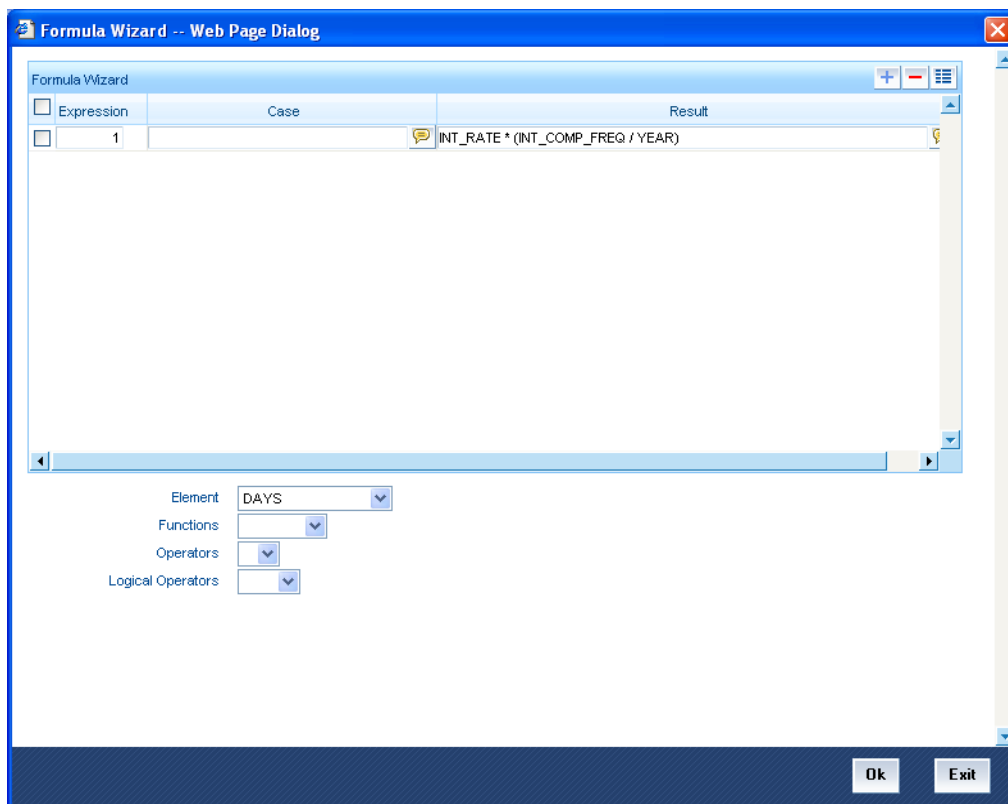 Formula Wizard -- Web Page Dialog
Formula Wizard
Expression Case Result
1 INT_RATE * (INT_COMP_FREQ / YEAR)
Element DAYS
Functions
Operators
Logical Operators
Ok Exit